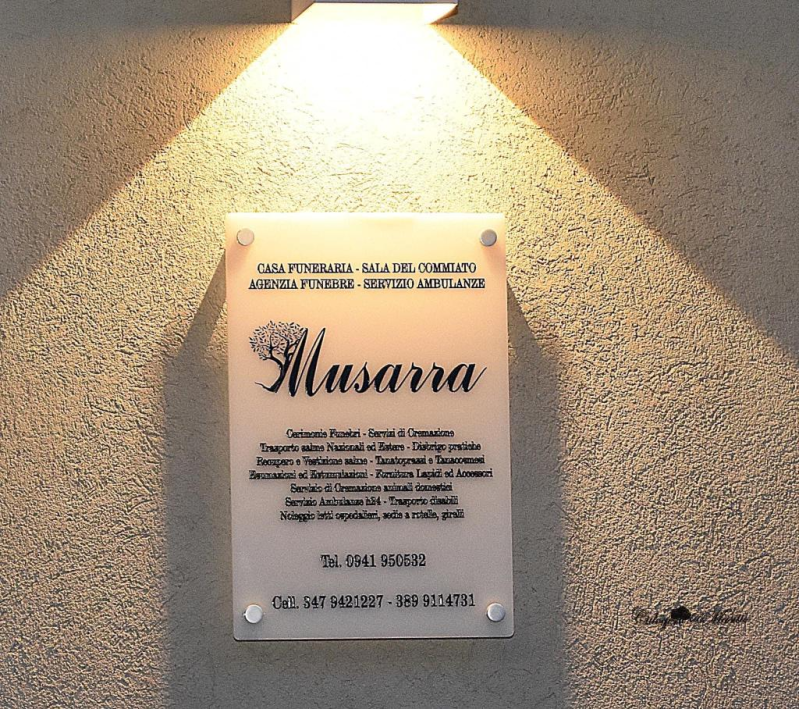 CASA FUNERARIA - SALA DEL COMMIATO
AGENZIA FUNEBRE - SERVIZIO AMBULANZE
Musarra
Cerimonie Funebri - Servizi di Cremazione
Trasporto salme Nazionali ed Estere - Disbrigo pratiche
Recupero e Vestizione salme - Tanatoprassi e Tanacosmesi
Esumazioni ed Estumulazioni - Fornitura Lapidi ed Accessori
Servizio di Cremazione animali domestici
Servizio Ambulanze h24 - Trasporto disabili
Noleggio letti ospedalieri, sedie a rotelle, girelli
Tel. 0941 950532
Cell. 347 9421227 - 389 9114731